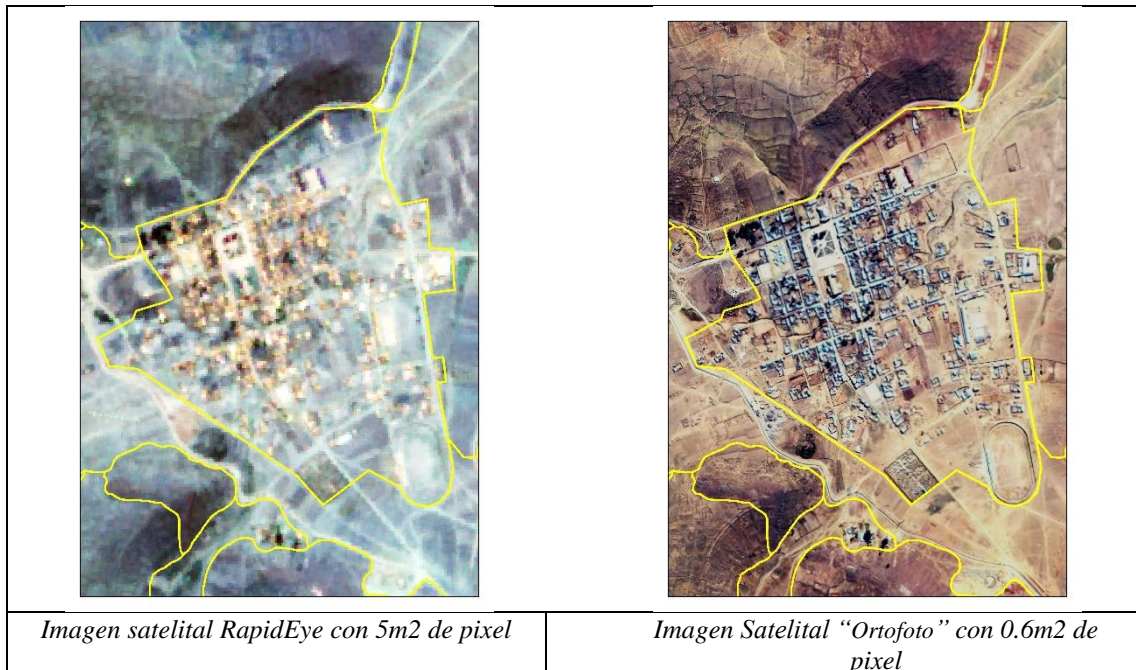 Imagen satelital RapidEye con 5m2 de pixel
Imagen Satelital “Ortofoto” con 0.6m2 de
pixel